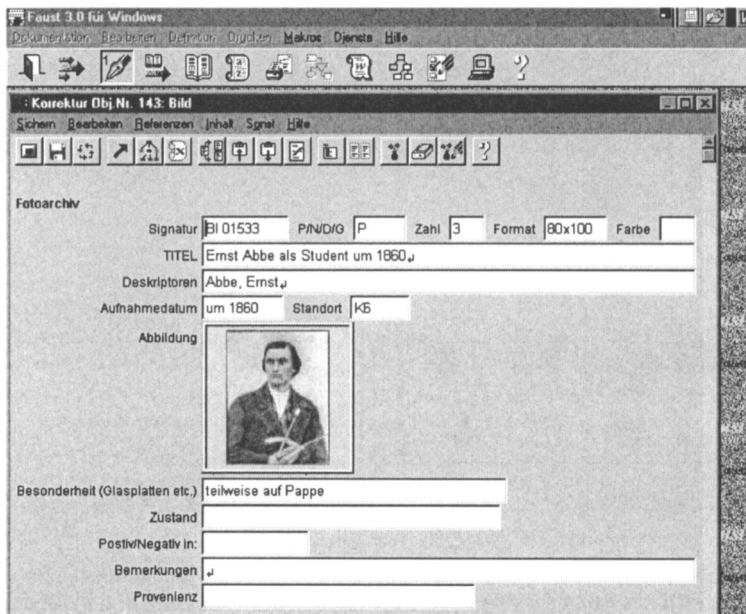 Faust 3.0 für Windows
Dokumentation Bearbeiten Definition Drucken Makros Dienste Hilfe
Korrektur Obj.Nr. 143: Bild
Sichern Bearbeiten Referenzen Inhalt Signal Hilfe
Fotoarchiv
Signatur BI 01533 P/N/D/G P Zahl 3 Format 80x100 Farbe
TITEL Ernst Abbe als Student um 1860
Deskriptoren Abbe, Ernst
Aufnahmedatum um 1860 Standort K5
Abbildung
Besonderheit (Glasplatten etc.) teilweise auf Pappe
Zustand
Postiv/Negativ in:
Bemerkungen
Provenienz